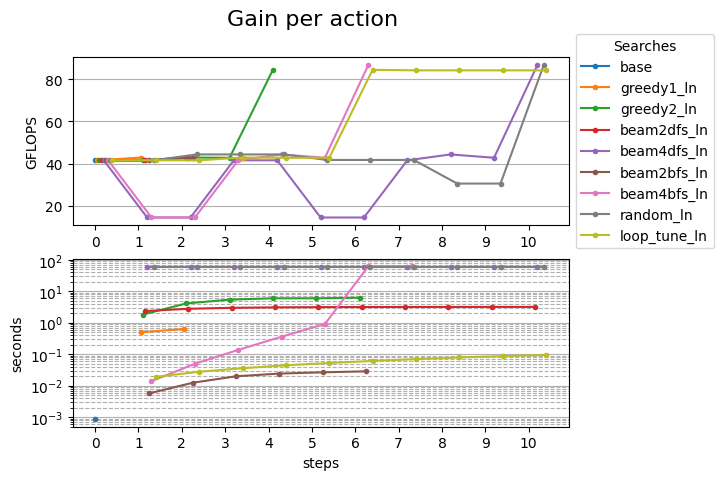 Gain per action
GFLOPS
80
60
40
20
0 1 2 3 4 5 6 7 8 9 10
Searches
base
greedy1_ln
greedy2_ln
beam2dfs_ln
beam4dfs_ln
beam2bfs_ln
beam4bfs_ln
random_ln
loop_tune_ln
seconds
10²
10¹
10⁰
10⁻¹
10⁻²
10⁻³
0 1 2 3 4 5 6 7 8 9 10
steps